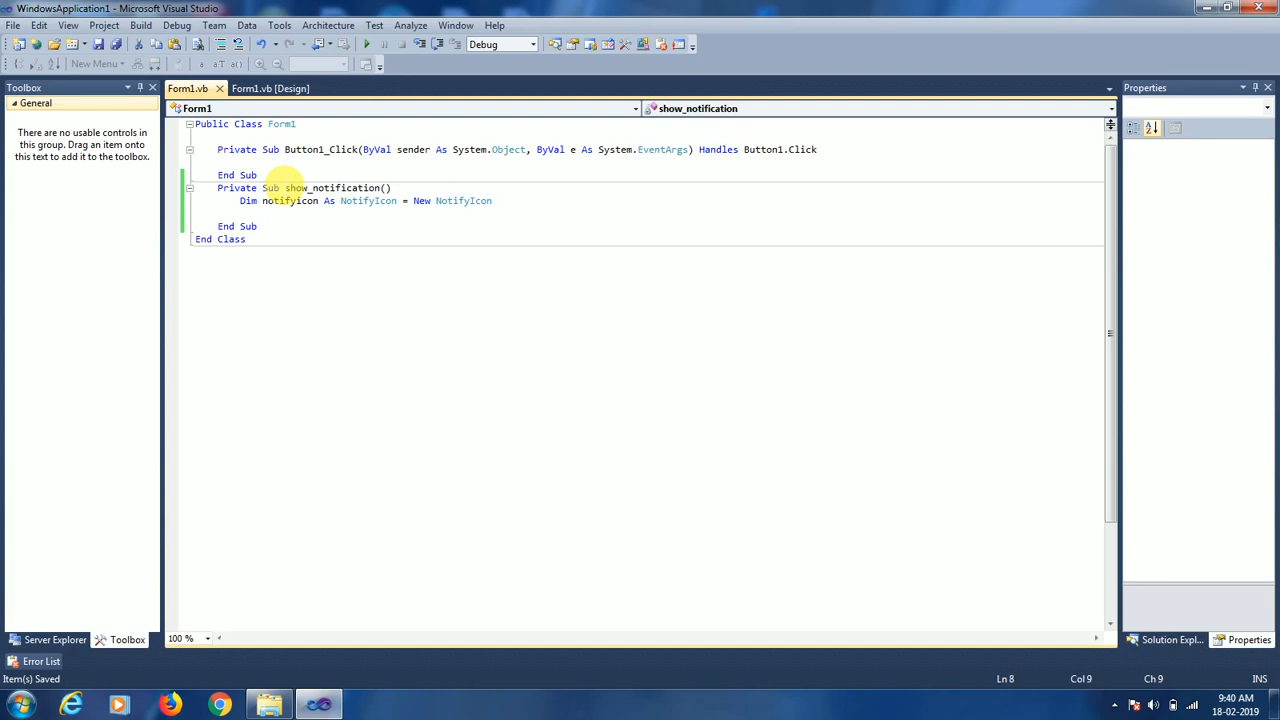 WindowsApplication1 - Microsoft Visual Studio
File Edit View Project Build Debug Team Data Tools Architecture Test Analyze Window Help
Debug
New Menu
Toolbox
General
There are no usable controls in
this group. Drag an item onto
this text to add it to the toolbox.
Server Explorer Toolbox
Form1.vb Form1.vb [Design]
Form1 show_notification
Public Class Form1
Private Sub Button1_Click(ByVal sender As System.Object, ByVal e As System.EventArgs) Handles Button1.Click
End Sub
Private Sub show_notification()
Dim notifyicon As NotifyIcon = New NotifyIcon
End Sub
End Class
100 %
Properties
Solution Expl... Properties
Error List
Item(s) Saved Ln 8 Col 9 Ch 9 INS
9:40 AM
18-02-2019